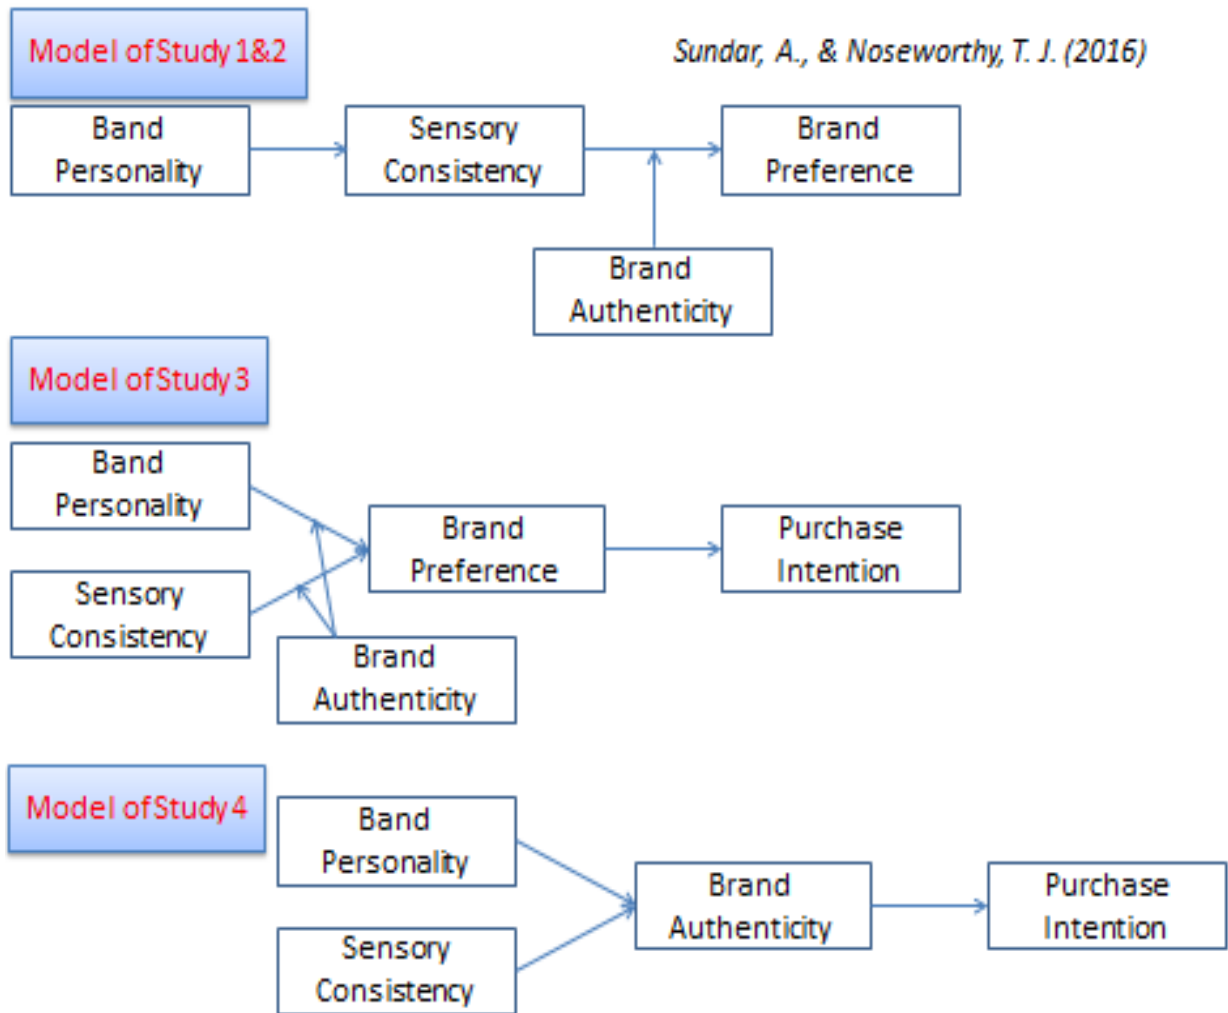 Model of Study 1&2
Sundar, A., & Noseworthy, T. J. (2016)
Band
Personality
Sensory
Consistency
Brand
Preference
Brand
Authenticity
Model of Study 3
Band
Personality
Sensory
Consistency
Brand
Preference
Purchase
Intention
Brand
Authenticity
Model of Study 4
Band
Personality
Sensory
Consistency
Brand
Authenticity
Purchase
Intention